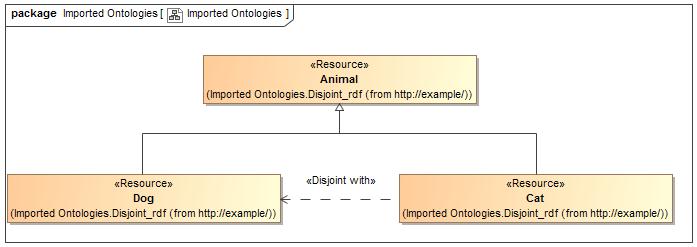 package Imported Ontologies [ Imported Ontologies ]
«Resource»
Animal
(Imported Ontologies.Disjoint_rdf (from http://example/))
«Resource»
Dog
(Imported Ontologies.Disjoint_rdf (from http://example/))
«Disjoint with»
«Resource»
Cat
(Imported Ontologies.Disjoint_rdf (from http://example/))